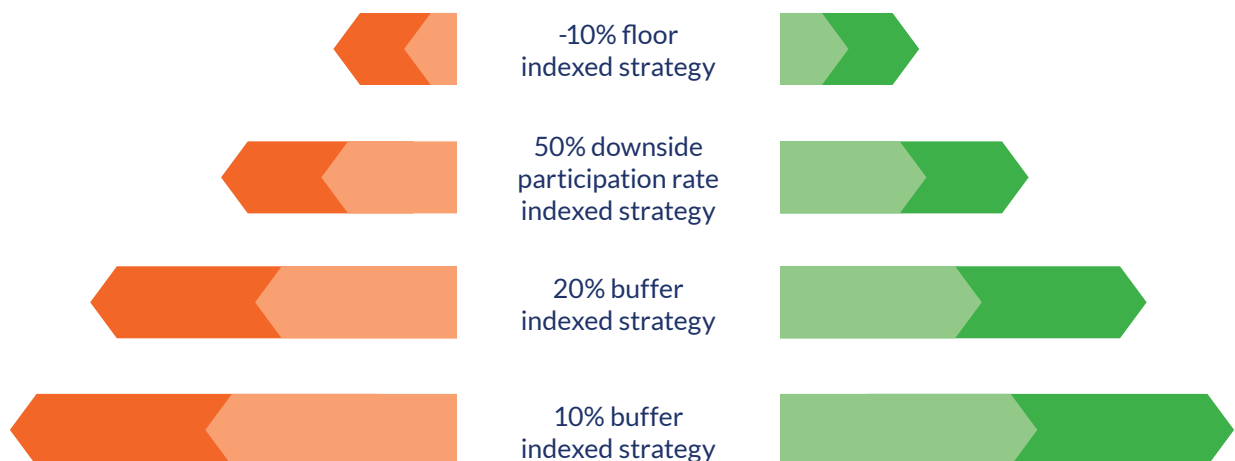 -10% floor
indexed strategy
50% downside
participation rate
indexed strategy
20% buffer
indexed strategy
10% buffer
indexed strategy